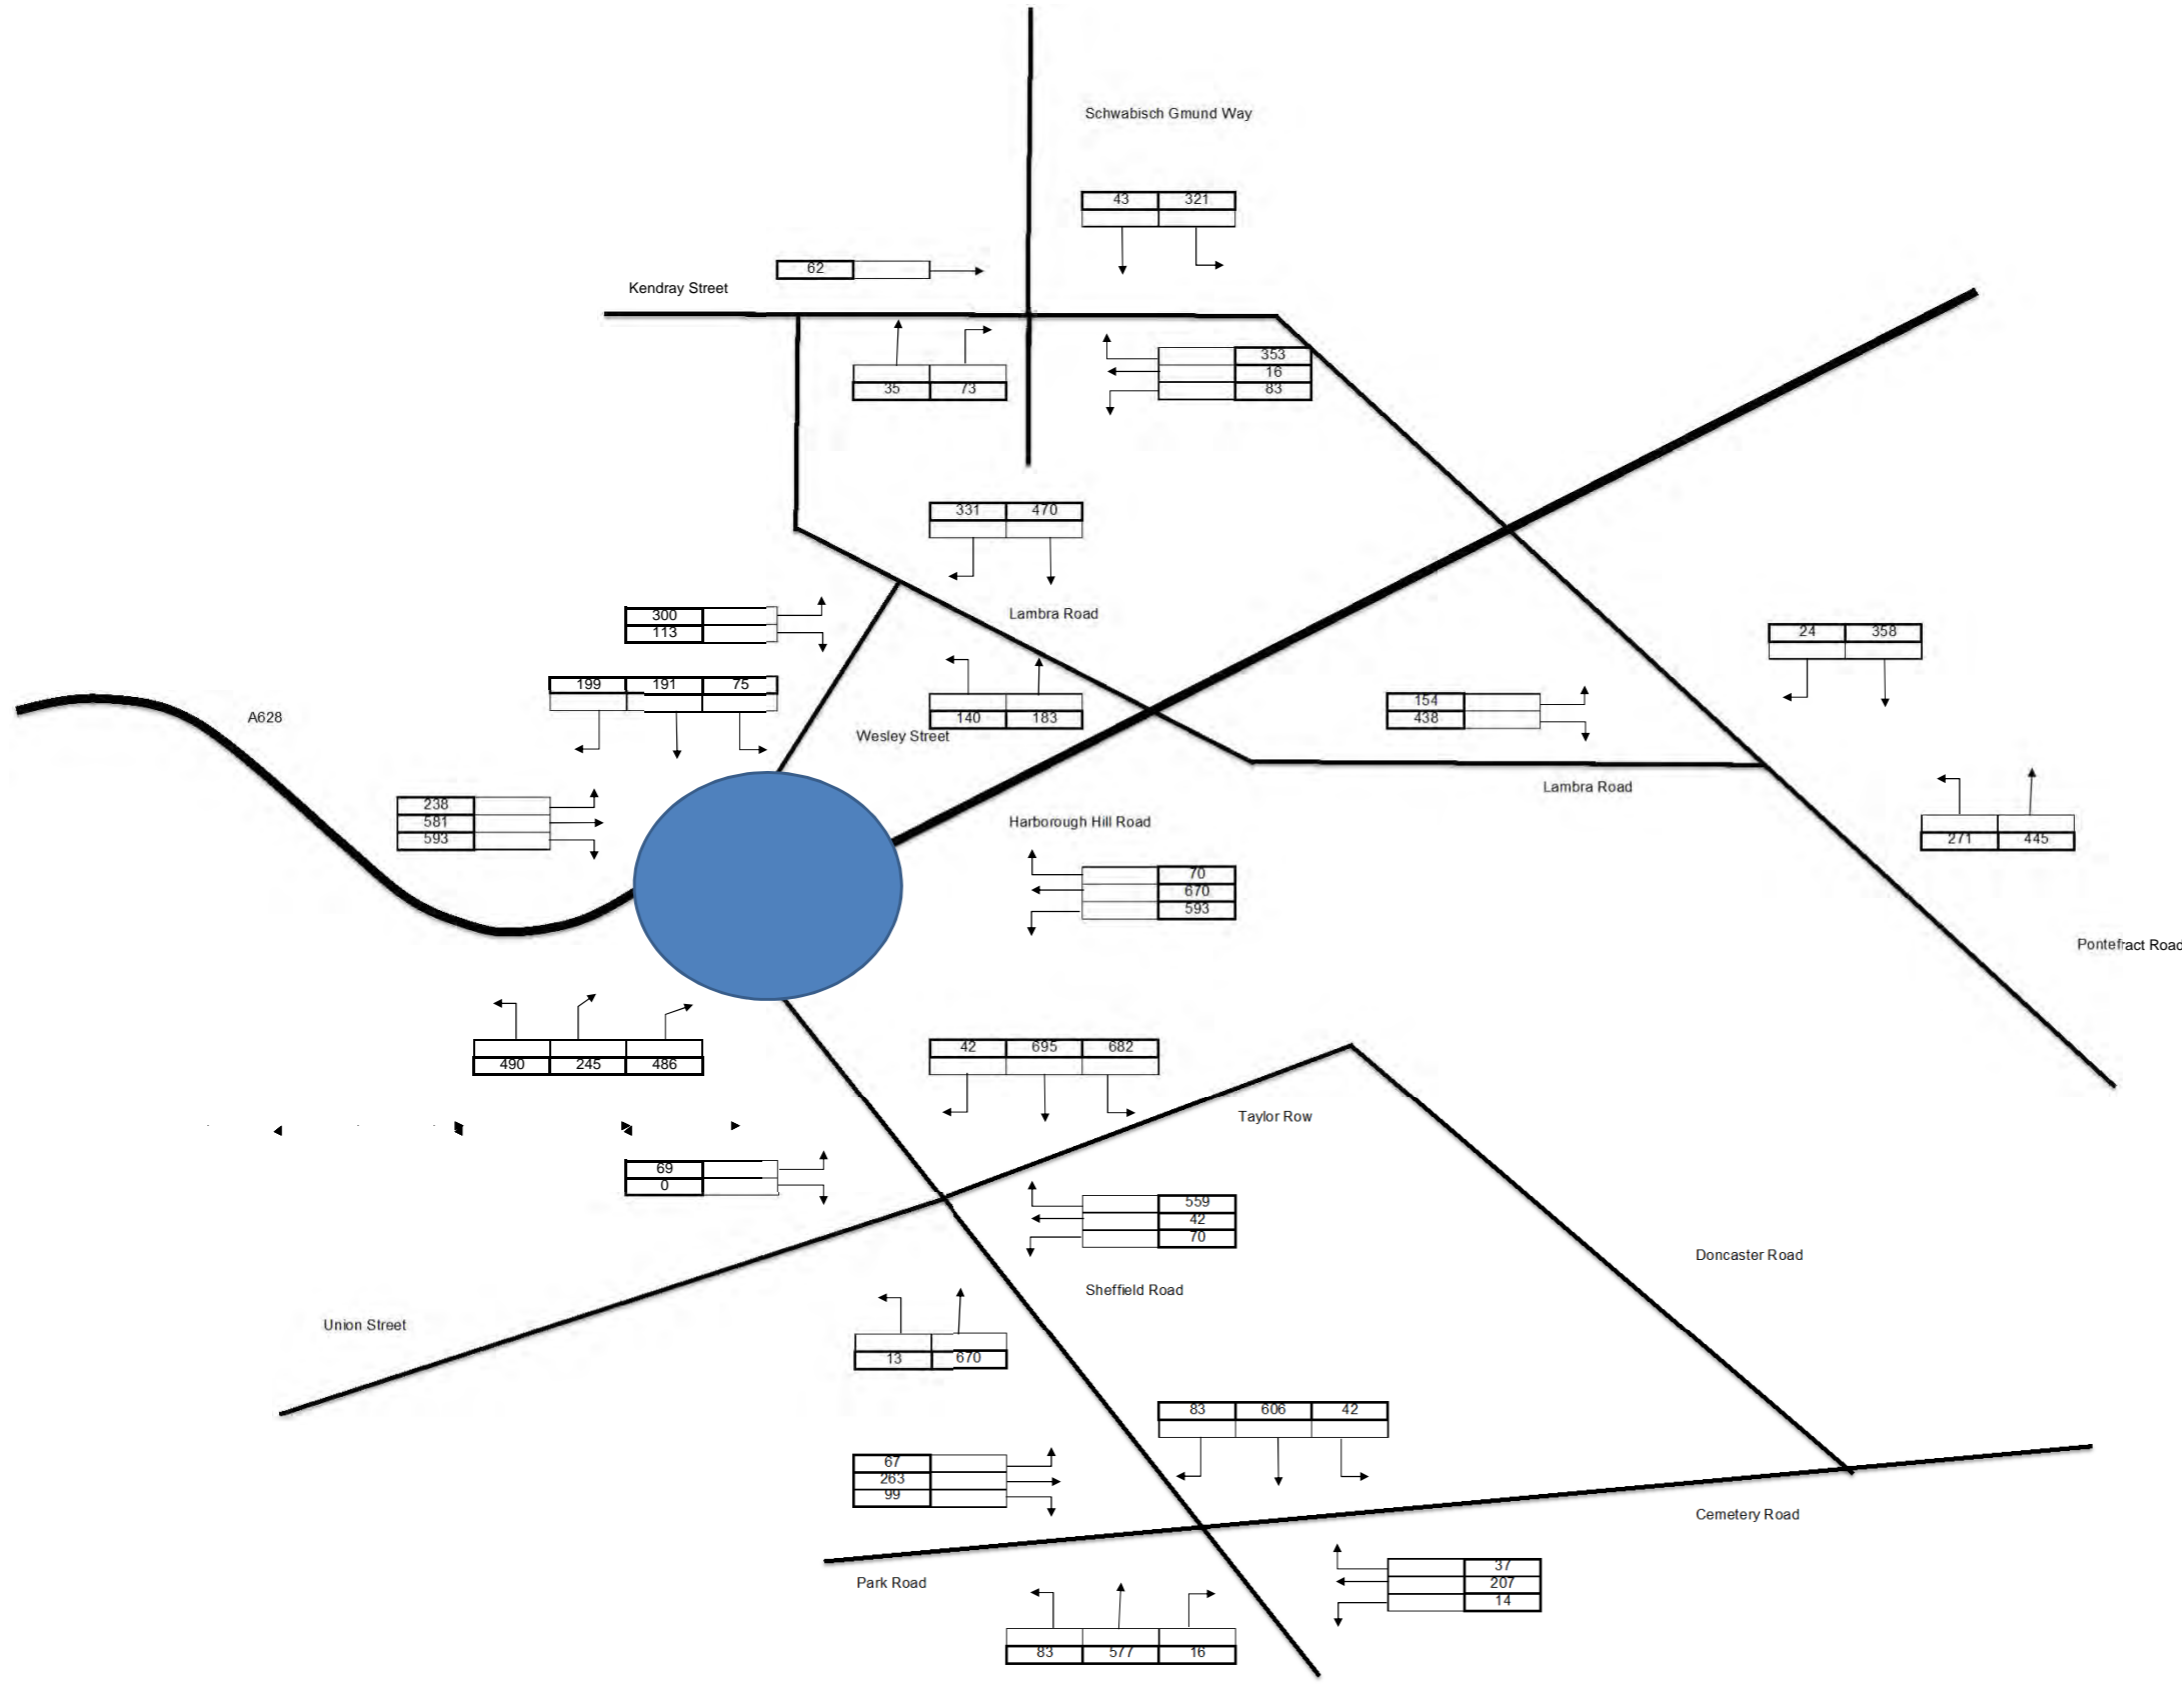 Schwabisch Gmund Way
43 321
62
Kendray Street
353
16
83
35 73
331 470
Lambra Road
300
113
24 358
199 191 75
154
438
A628
140 183
Wesley Street
Lambra Road
238
581
593
Harborough Hill Road
271 445
70
670
593
Pontefract Road
490 245 486
42 695 682
Taylor Row
69
0
559
42
70
Doncaster Road
Sheffield Road
Union Street
13 670
83 606 42
67
263
99
Cemetery Road
Park Road
37
207
14
83 577 16